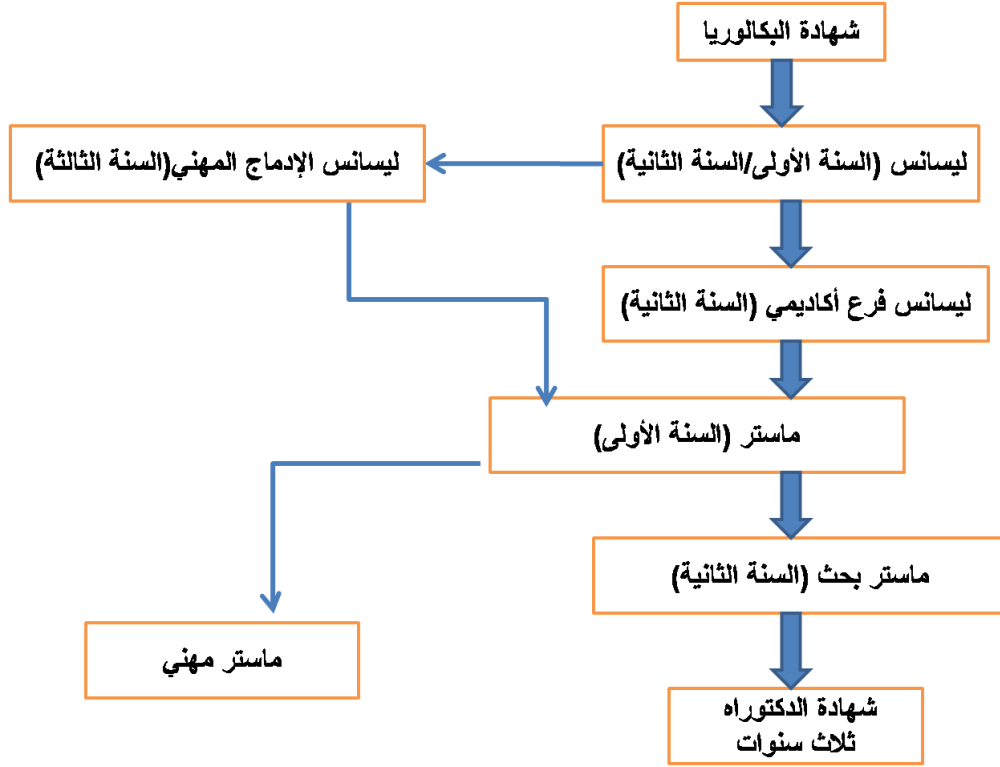 شهادة البكالوريا
ليسانس (السنة الأولى/السنة الثانية)
ليسانس الإدماج المهني(السنة الثالثة)
ليسانس فرع أكاديمي (السنة الثانية)
ماستر (السنة الأولى)
ماستر بحث (السنة الثانية)
ماستر مهني
شهادة الدكتوراه
ثلاث سنوات